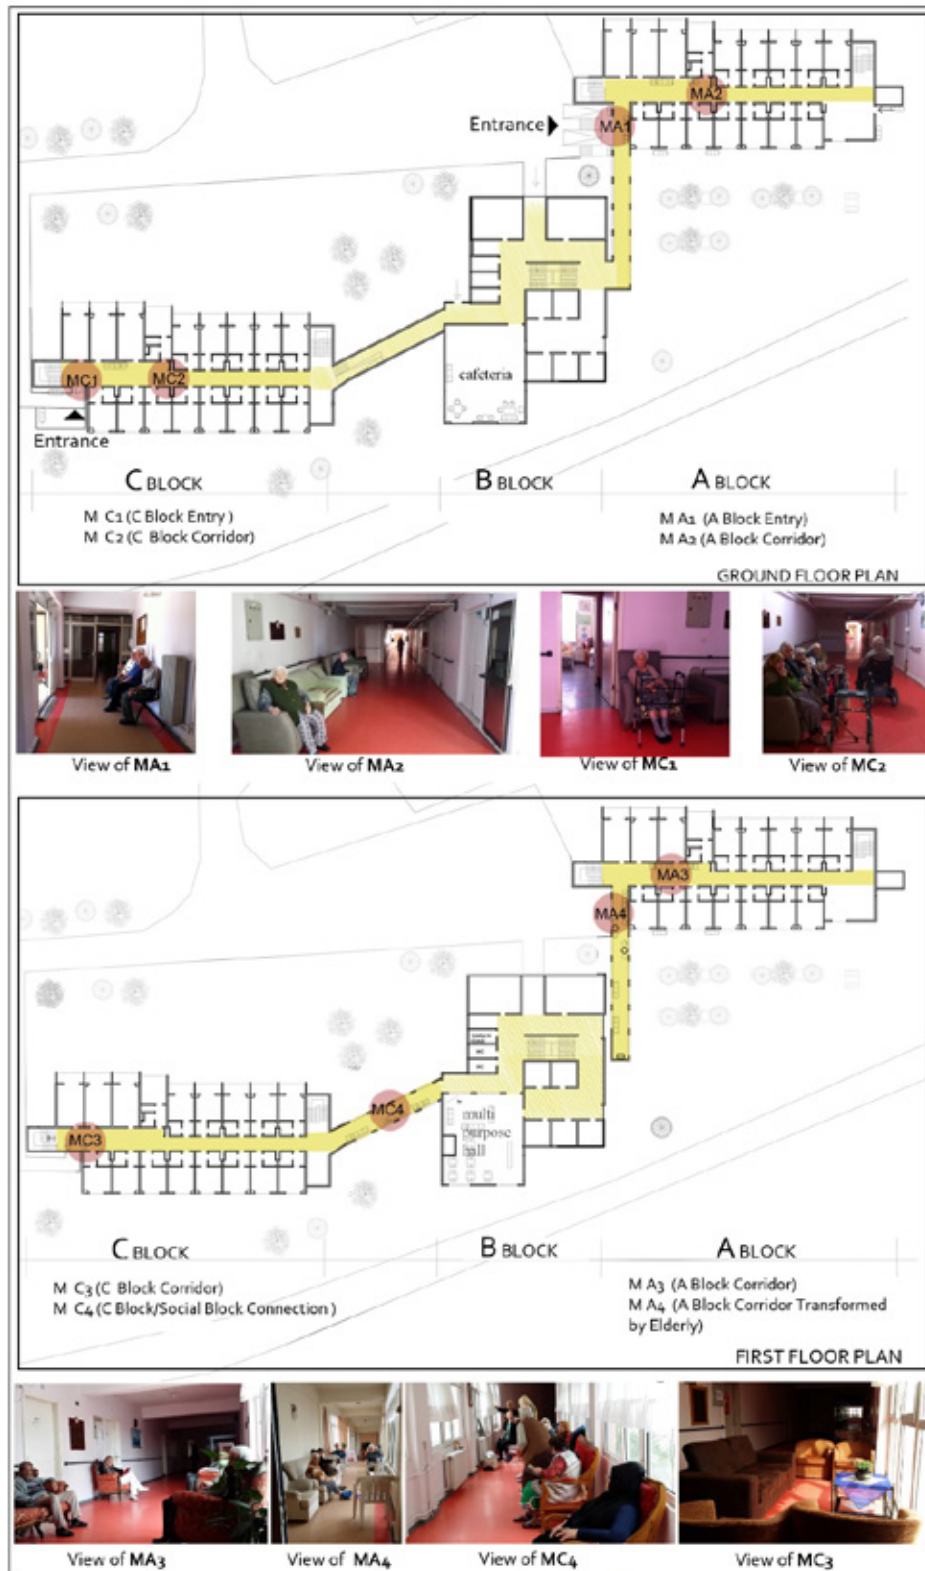 Entrance
MA2
MA1
MC1
MC2
cafeteria
Entrance
C BLOCK
B BLOCK
A BLOCK
M C1 (C Block Entry )
M C2 (C Block Corridor)
M A1 (A Block Entry)
M A2 (A Block Corridor)
GROUND FLOOR PLAN
View of MA1
View of MA2
View of MC1
View of MC2
MA3
MA4
MC4
MC3
multi
purpose
hall
C BLOCK
B BLOCK
A BLOCK
M C3 (C Block Corridor)
M C4 (C Block/Social Block Connection )
M A3 (A Block Corridor)
M A4 (A Block Corridor Transformed
by Elderly)
FIRST FLOOR PLAN
View of MA3
View of MA4
View of MC4
View of MC3